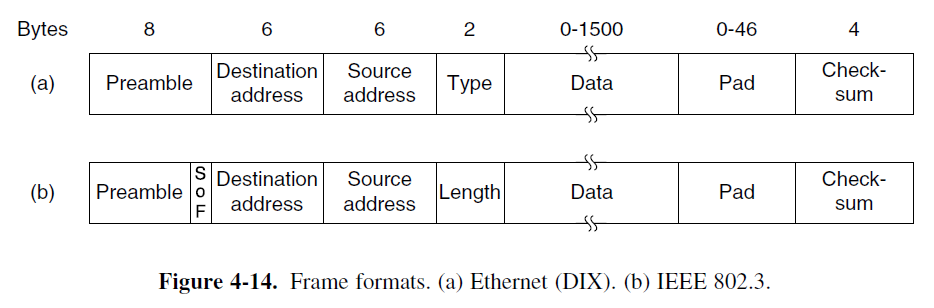 Bytes 8 6 6 2 0-1500 0-46 4
(a) Preamble Destination address Source address Type Data Pad Check-sum
(b) Preamble SoF Destination address Source address Length Data Pad Check-sum
Figure 4-14. Frame formats. (a) Ethernet (DIX). (b) IEEE 802.3.